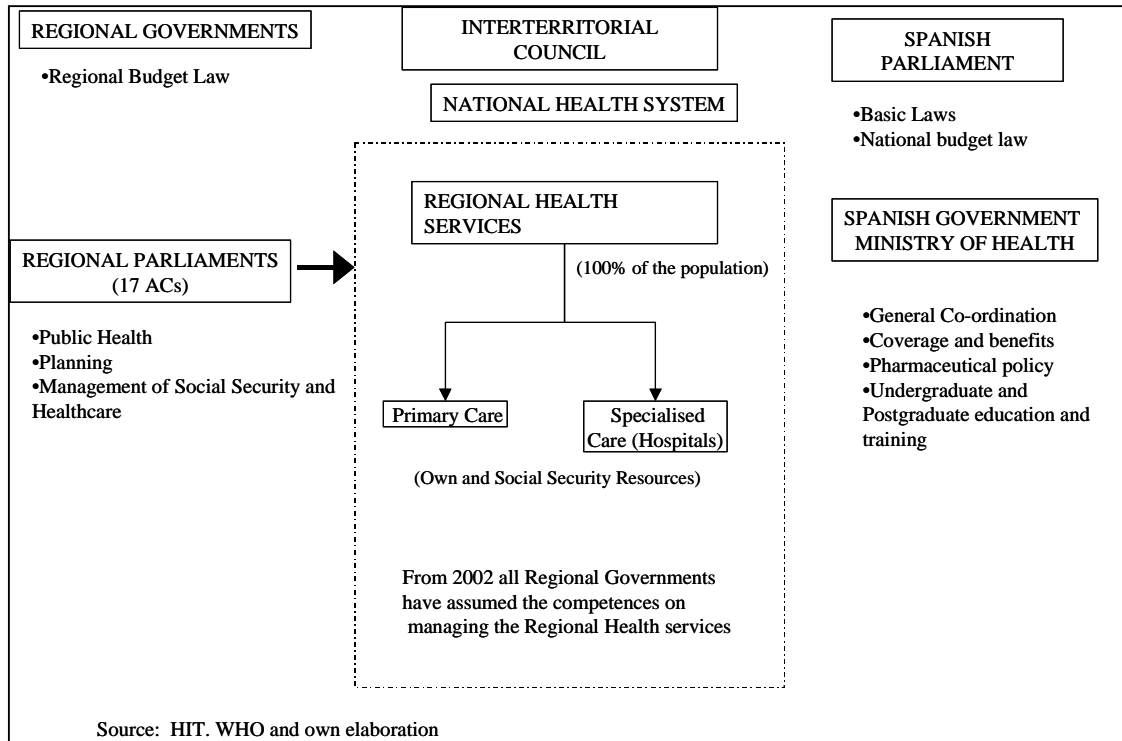 REGIONAL GOVERNMENTS
•Regional Budget Law
REGIONAL PARLIAMENTS
(17 ACs)
•Public Health
•Planning
•Management of Social Security and
Healthcare
INTERTERRITORIAL
COUNCIL
NATIONAL HEALTH SYSTEM
REGIONAL HEALTH
SERVICES
(100% of the population)
Primary Care
Specialised
Care (Hospitals)
(Own and Social Security Resources)
From 2002 all Regional Governments
have assumed the competences on
managing the Regional Health services
SPANISH
PARLIAMENT
•Basic Laws
•National budget law
SPANISH GOVERNMENT
MINISTRY OF HEALTH
•General Co-ordination
•Coverage and benefits
•Pharmaceutical policy
•Undergraduate and
Postgraduate education and
training
Source: HIT. WHO and own elaboration